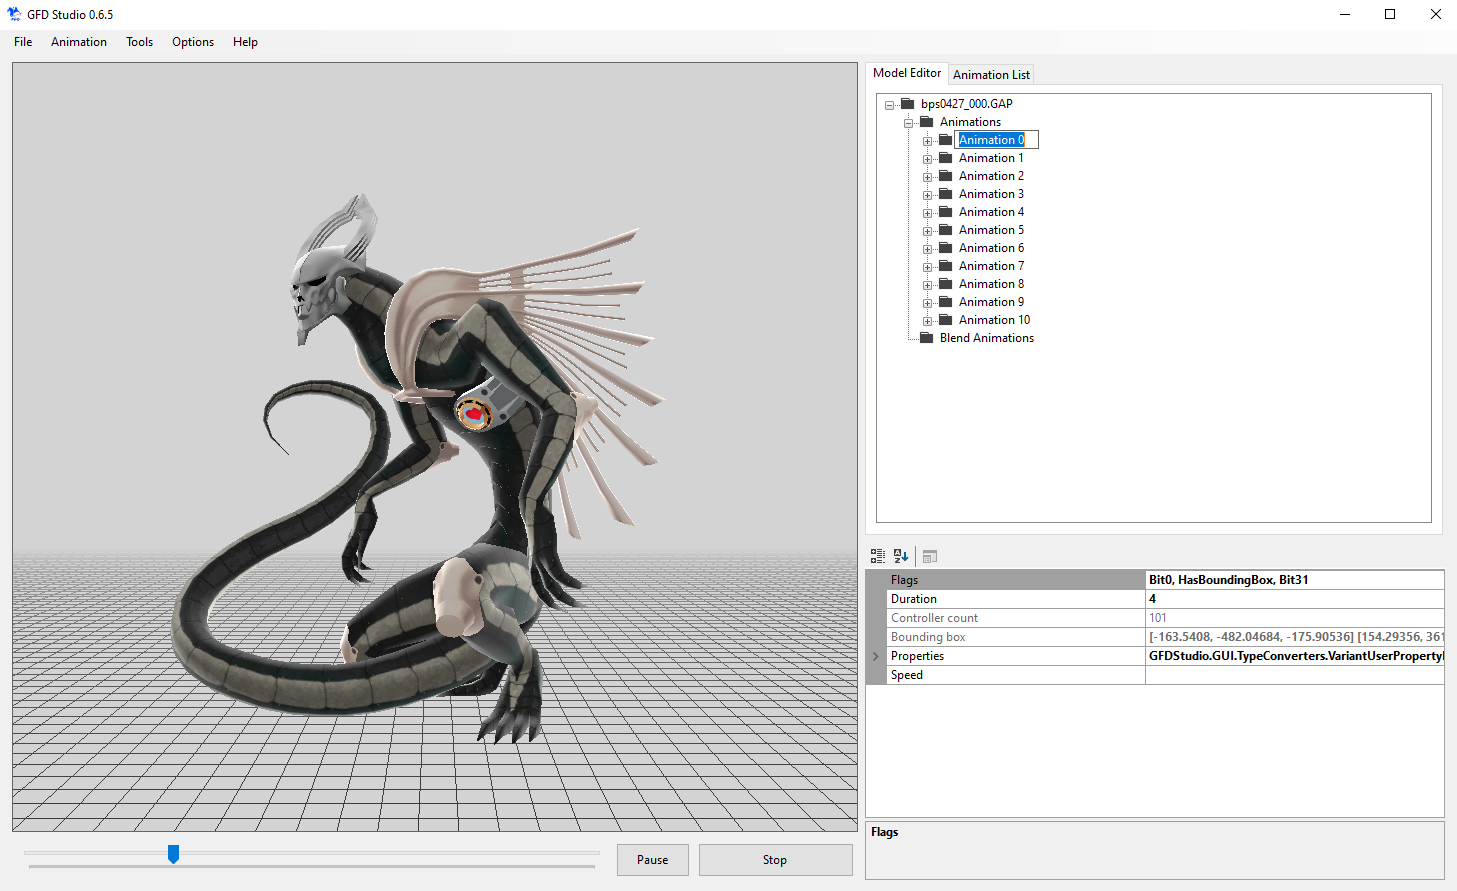 GFD Studio 0.6.5
File Animation Tools Options Help
Model Editor Animation List
bps0427_000.GAP
Animations
Animation 0
Animation 1
Animation 2
Animation 3
Animation 4
Animation 5
Animation 6
Animation 7
Animation 8
Animation 9
Animation 10
Blend Animations
Flags Bit0, HasBoundingBox, Bit31
Duration 4
Controller count 101
Bounding box [-163.5408, -482.04684, -175.90536] [154.29356, 361
Properties GFDStudio.GUI.TypeConverters.VariantUserProperty
Speed
Flags
Pause Stop